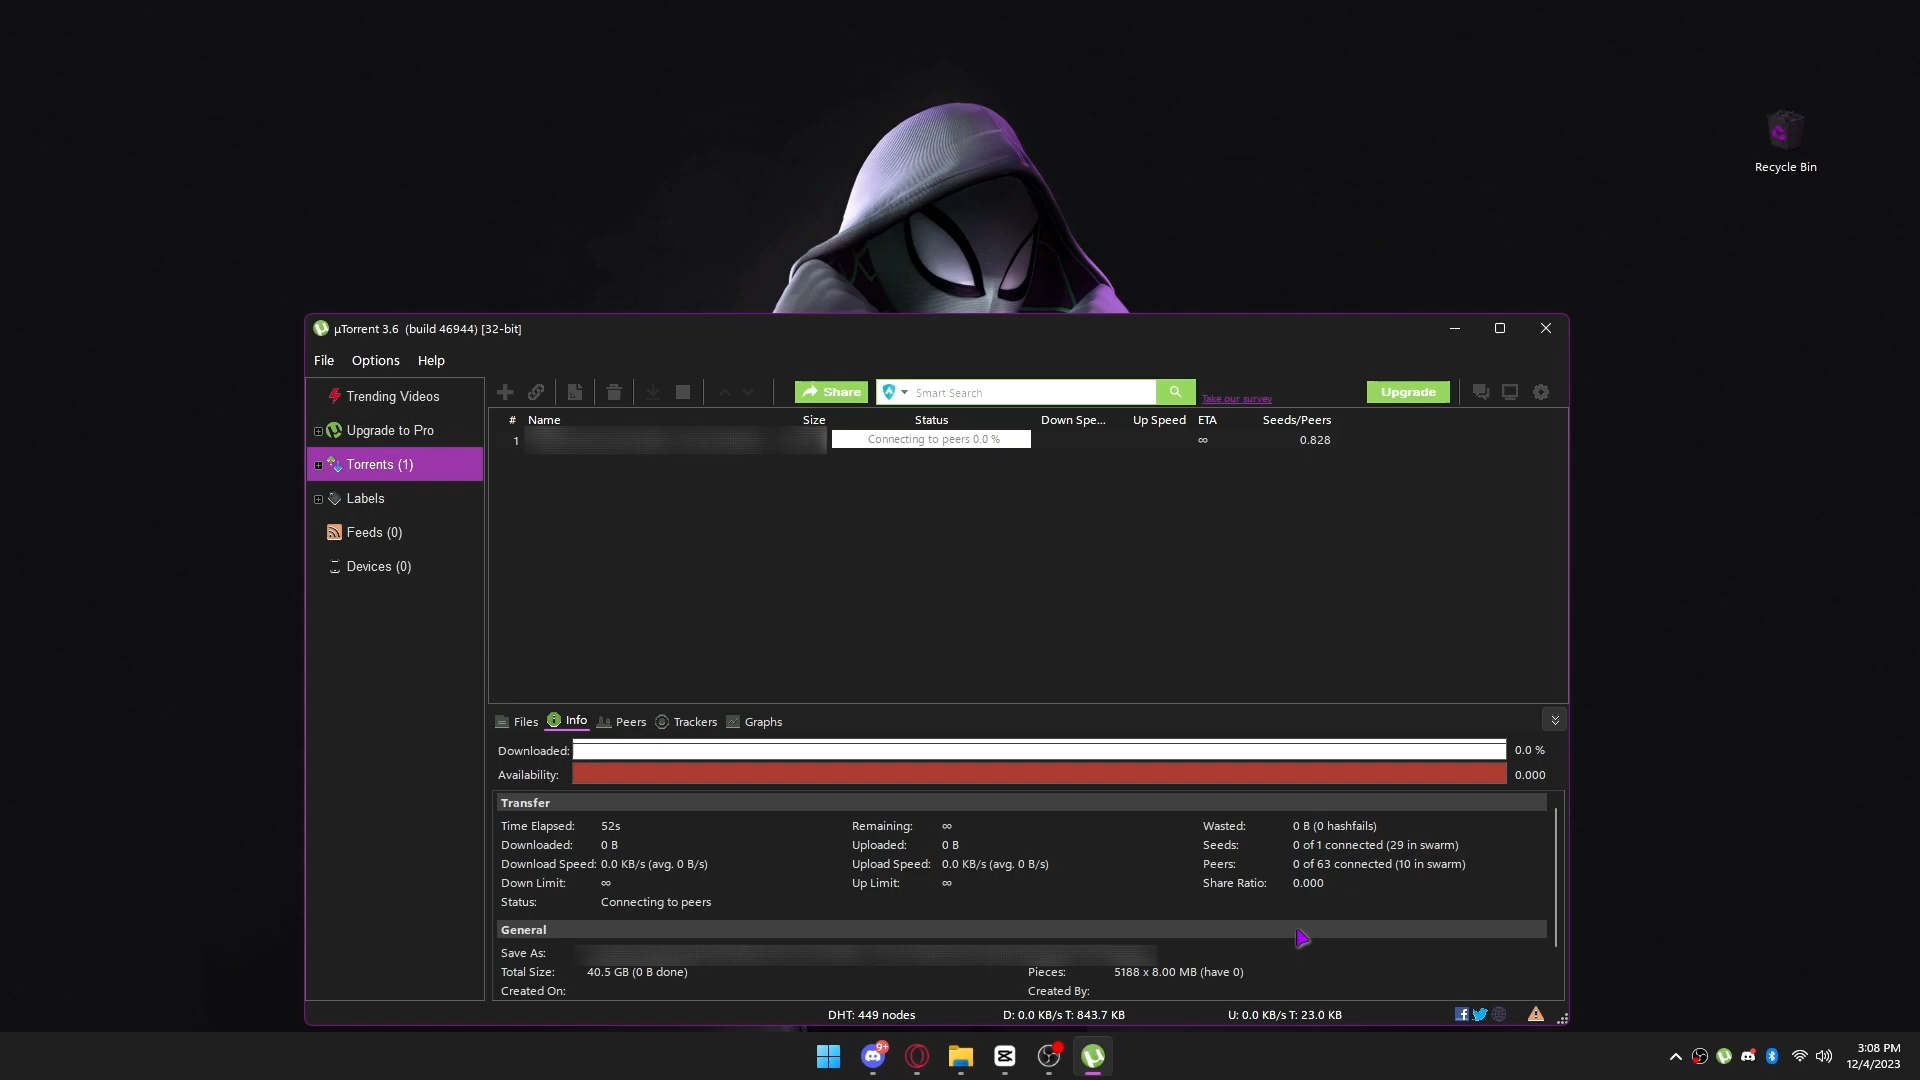 Recycle Bin
µTorrent 3.6 (build 46944) [32-bit]
File Options Help
Trending Videos
Upgrade to Pro
Torrents (1)
Labels
Feeds (0)
Devices (0)
Share
Smart Search
Take our survey
Upgrade
# Name Size Status Down Spe... Up Speed ETA Seeds/Peers
1 Connecting to peers 0.0 % ∞ 0.828
Files Info Peers Trackers Graphs
Downloaded: 0.0 %
Availability: 0.000
Transfer
Time Elapsed: 52s Remaining: ∞ Wasted: 0 B (0 hashfails)
Downloaded: 0 B Uploaded: 0 B Seeds: 0 of 1 connected (29 in swarm)
Download Speed: 0.0 KB/s (avg. 0 B/s) Upload Speed: 0.0 KB/s (avg. 0 B/s) Peers: 0 of 63 connected (10 in swarm)
Down Limit: ∞ Up Limit: ∞ Share Ratio: 0.000
Status: Connecting to peers
General
Save As:
Total Size: 40.5 GB (0 B done) Pieces: 5188 x 8.00 MB (have 0)
Created On: Created By:
DHT: 449 nodes D: 0.0 KB/s T: 843.7 KB U: 0.0 KB/s T: 23.0 KB
9+
3:08 PM
12/4/2023